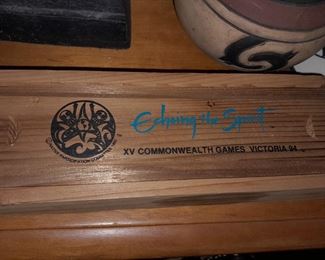 Echoing the Spirit
XV COMMONWEALTH GAMES VICTORIA 94